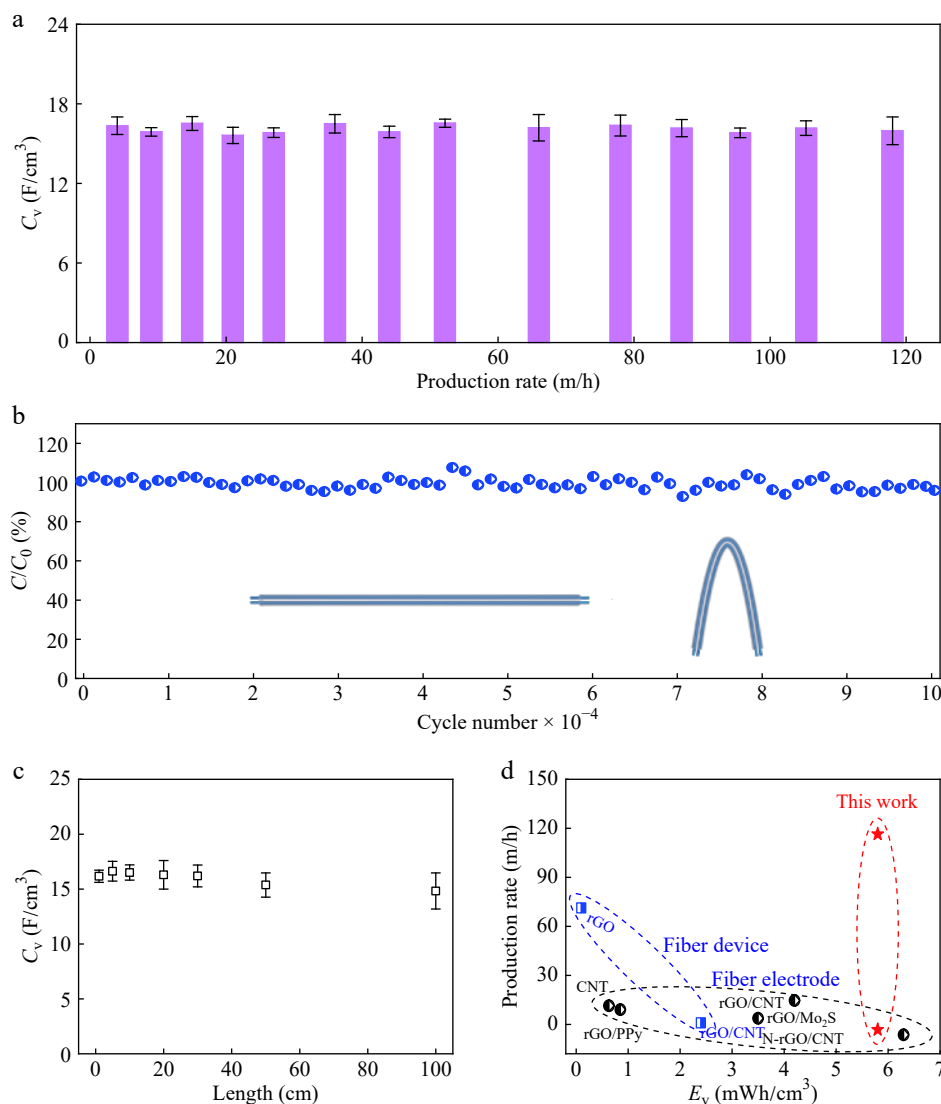 a
24
18
12
6
0
C_v (F/cm³)
0 20 40 60 80 100 120
Production rate (m/h)
b
120
100
80
60
40
20
0
C/C₀ (%)
0 1 2 3 4 5 6 7 8 9 10
Cycle number × 10⁻⁴
c
25
20
15
10
5
0
C_v (F/cm³)
0 20 40 60 80 100
Length (cm)
d
150
120
90
60
30
0
Production rate (m/h)
This work
rGO
Fiber device
Fiber electrode
CNT
rGO/CNT
rGO/Mo₂S
rGO/PPy
rGO/CNT
N-rGO/CNT
0 1 2 3 4 5 6 7
E_v (mWh/cm³)